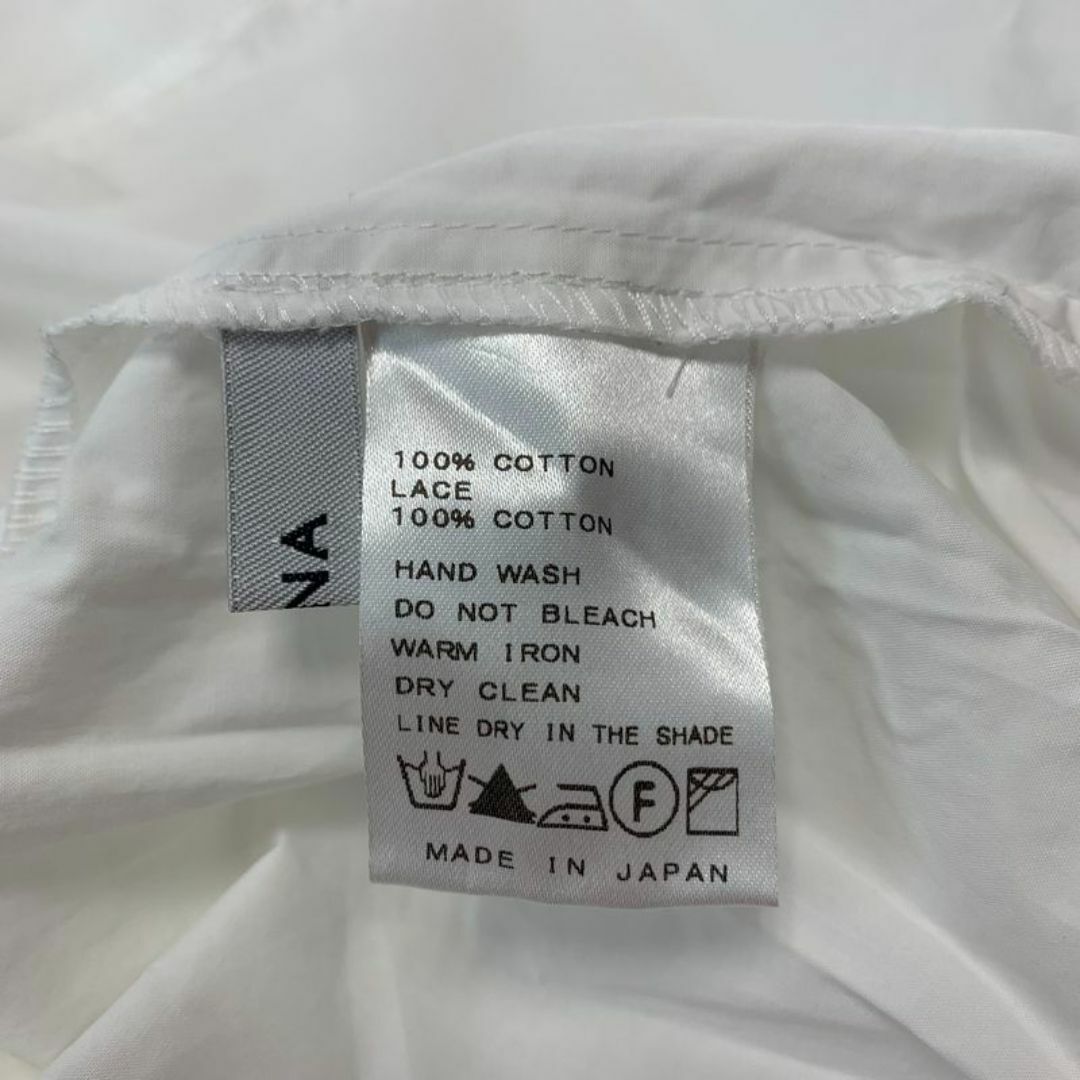 100% COTTON
LACE
100% COTTON
HAND WASH
DO NOT BLEACH
WARM IRON
DRY CLEAN
LINE DRY IN THE SHADE
F
MADE IN JAPAN
NA